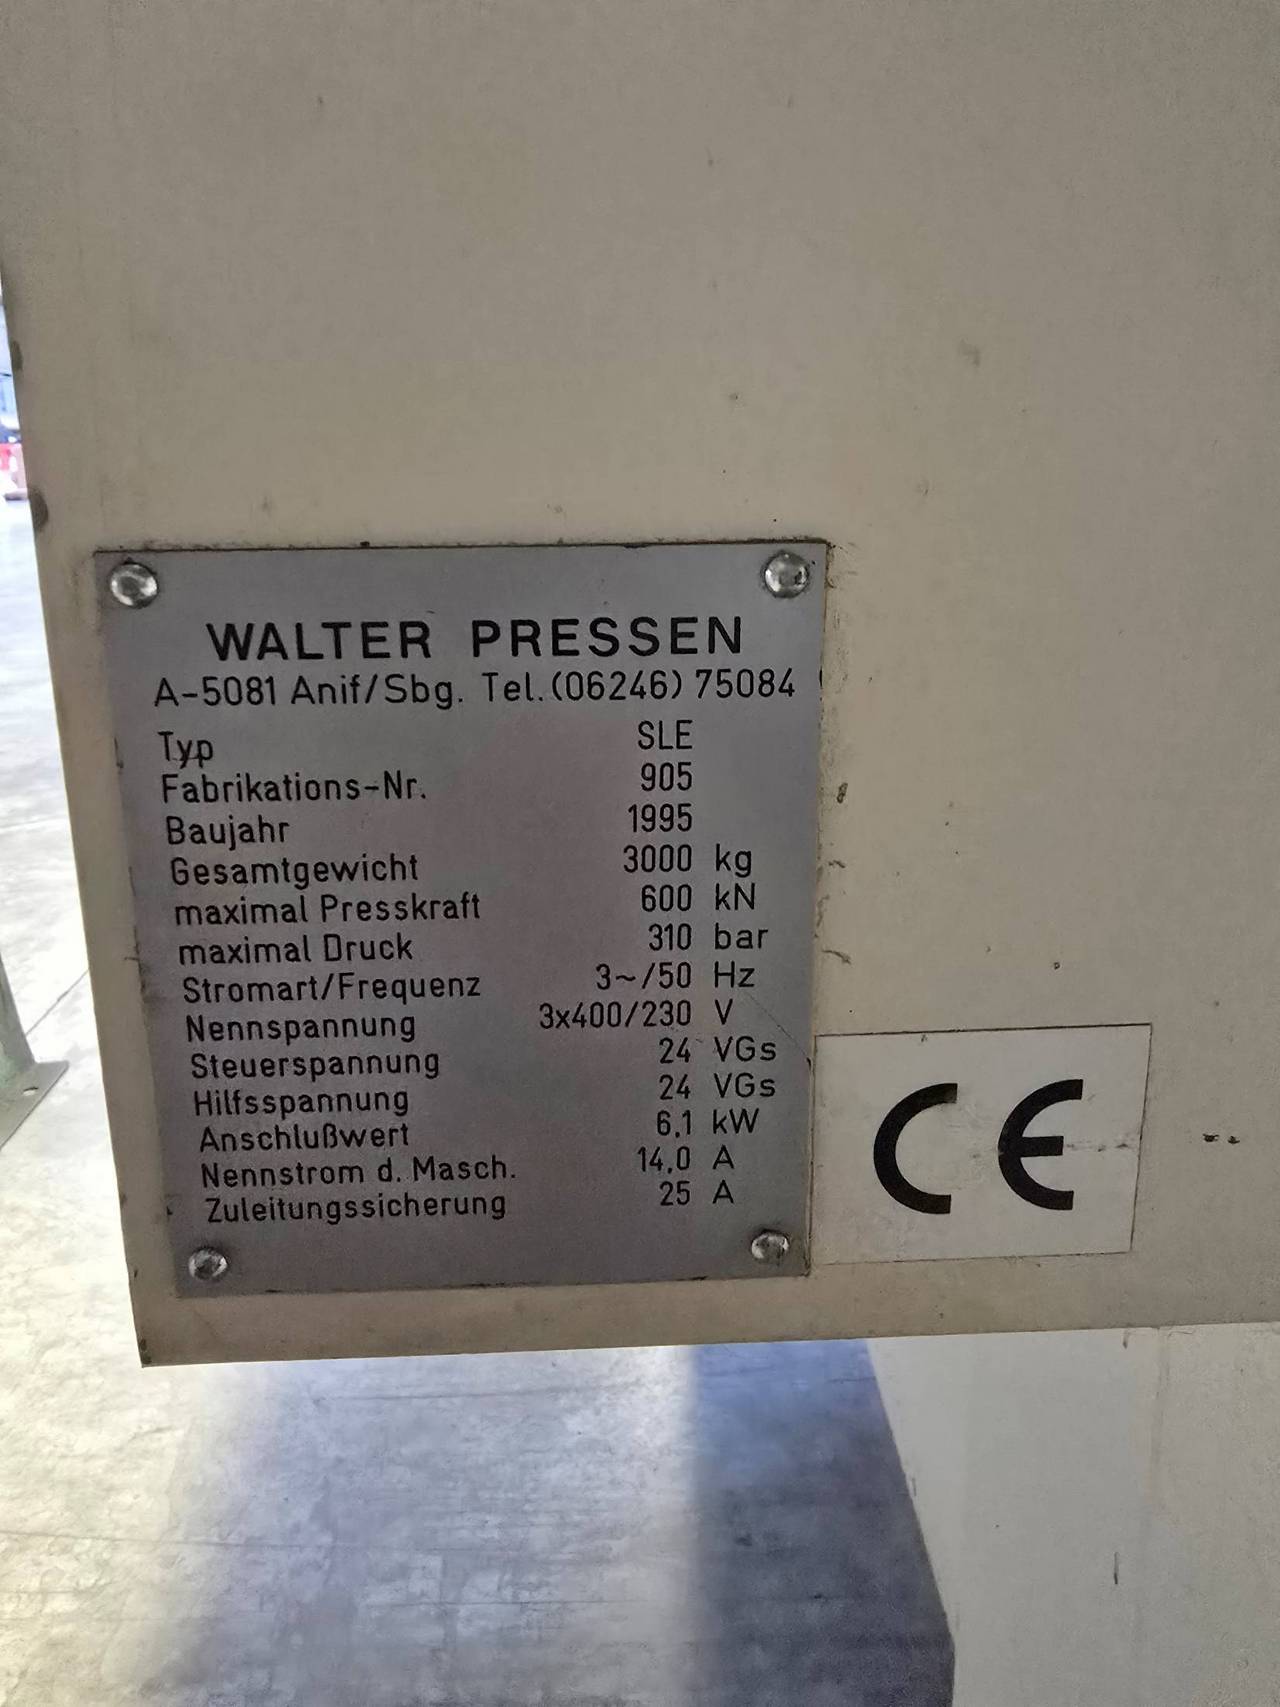 WALTER PRESSEN
A-5081 Anif/Sbg. Tel.(06246) 75084
Typ SLE
Fabrikations-Nr. 905
Baujahr 1995
Gesamtgewicht 3000 kg
maximal Presskraft 600 kN
maximal Druck 310 bar
Stromart/Frequenz 3~/50 Hz
Nennspannung 3x400/230 V
Steuerspannung 24 VGs
Hilfsspannung 24 VGs
Anschlußwert 6,1 kW
Nennstrom d. Masch. 14,0 A
Zuleitungssicherung 25 A
CE